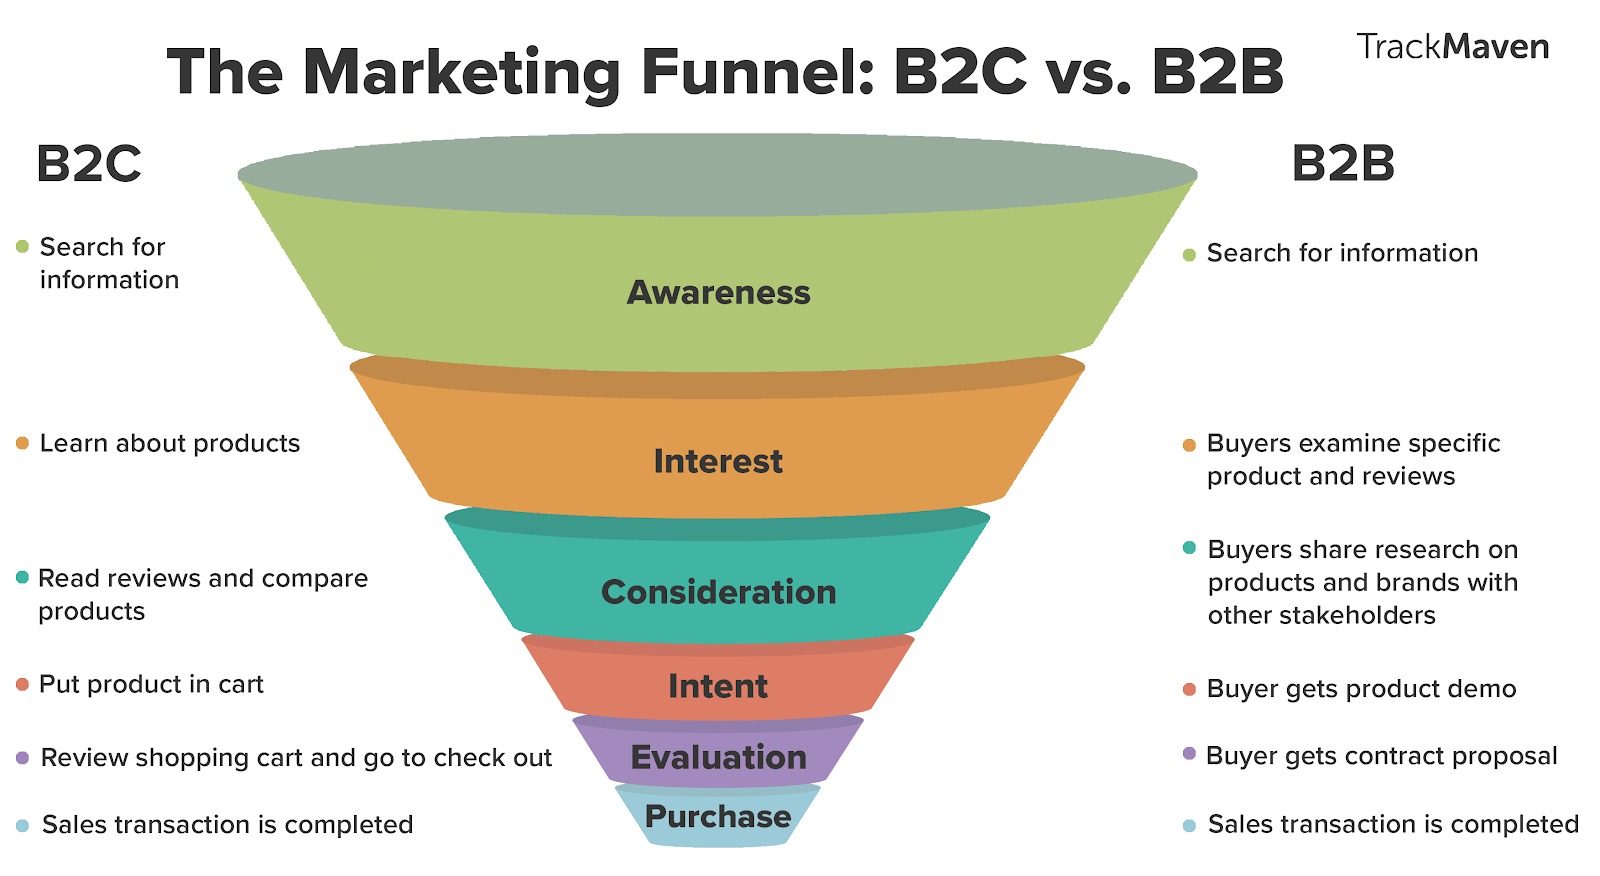 The Marketing Funnel: B2C vs. B2B
TrackMaven
B2C
Search for
information
Learn about products
Read reviews and compare
products
Put product in cart
Review shopping cart and go to check out
Sales transaction is completed
Awareness
Interest
Consideration
Intent
Evaluation
Purchase
B2B
Search for information
Buyers examine specific
product and reviews
Buyers share research on
products and brands with
other stakeholders
Buyer gets product demo
Buyer gets contract proposal
Sales transaction is completed